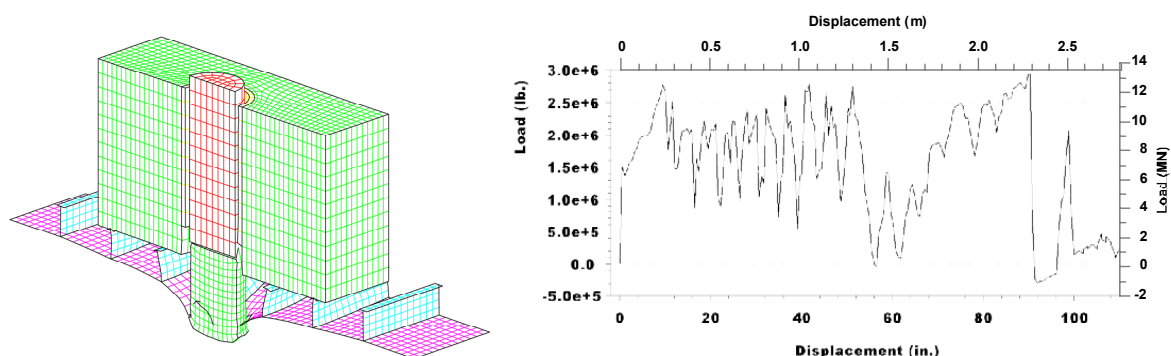 Displacement (m)
0 0.5 1.0 1.5 2.0 2.5
3.0e+6
2.5e+6
2.0e+6
1.5e+6
1.0e+6
5.0e+5
0.0
-5.0e+5
Load (lb.)
14
12
10
8
6
4
2
0
-2
Load (MN)
0 20 40 60 80 100
Displacement (in.)